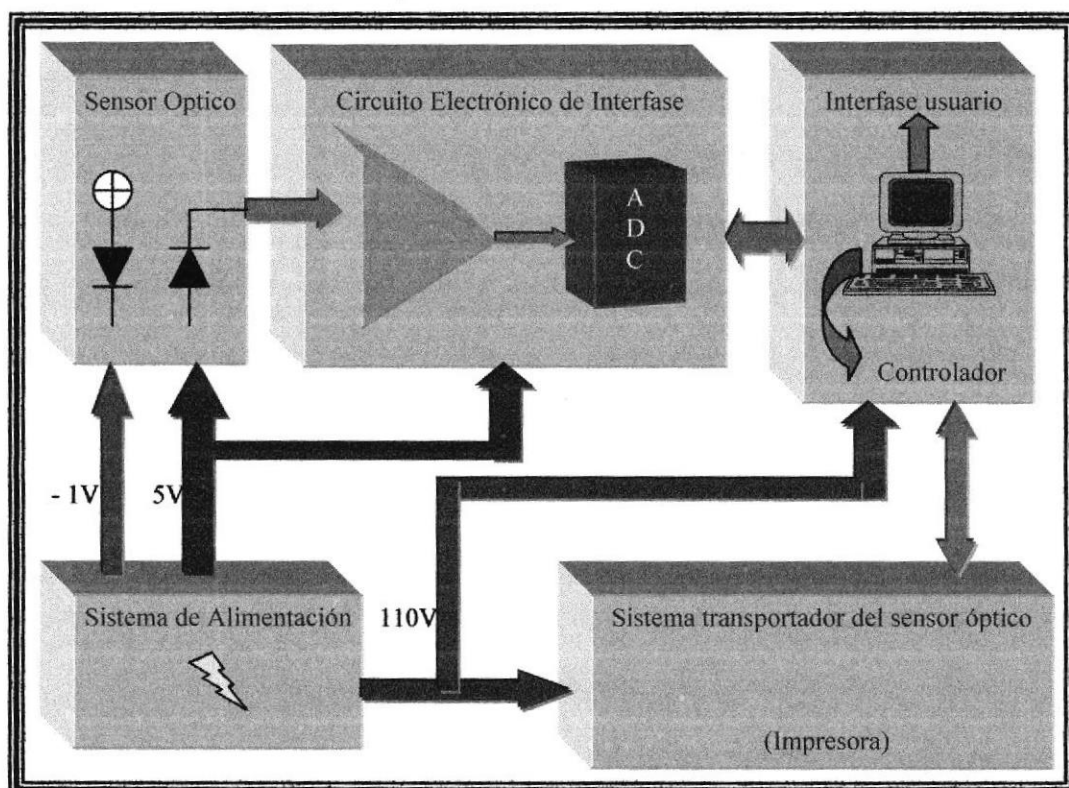 Sensor Optico
Circuito Electrónico de Interfase
Interfase usuario
A
D
C
Controlador
- 1V
5V
Sistema de Alimentación
110V
Sistema transportador del sensor óptico
(Impresora)